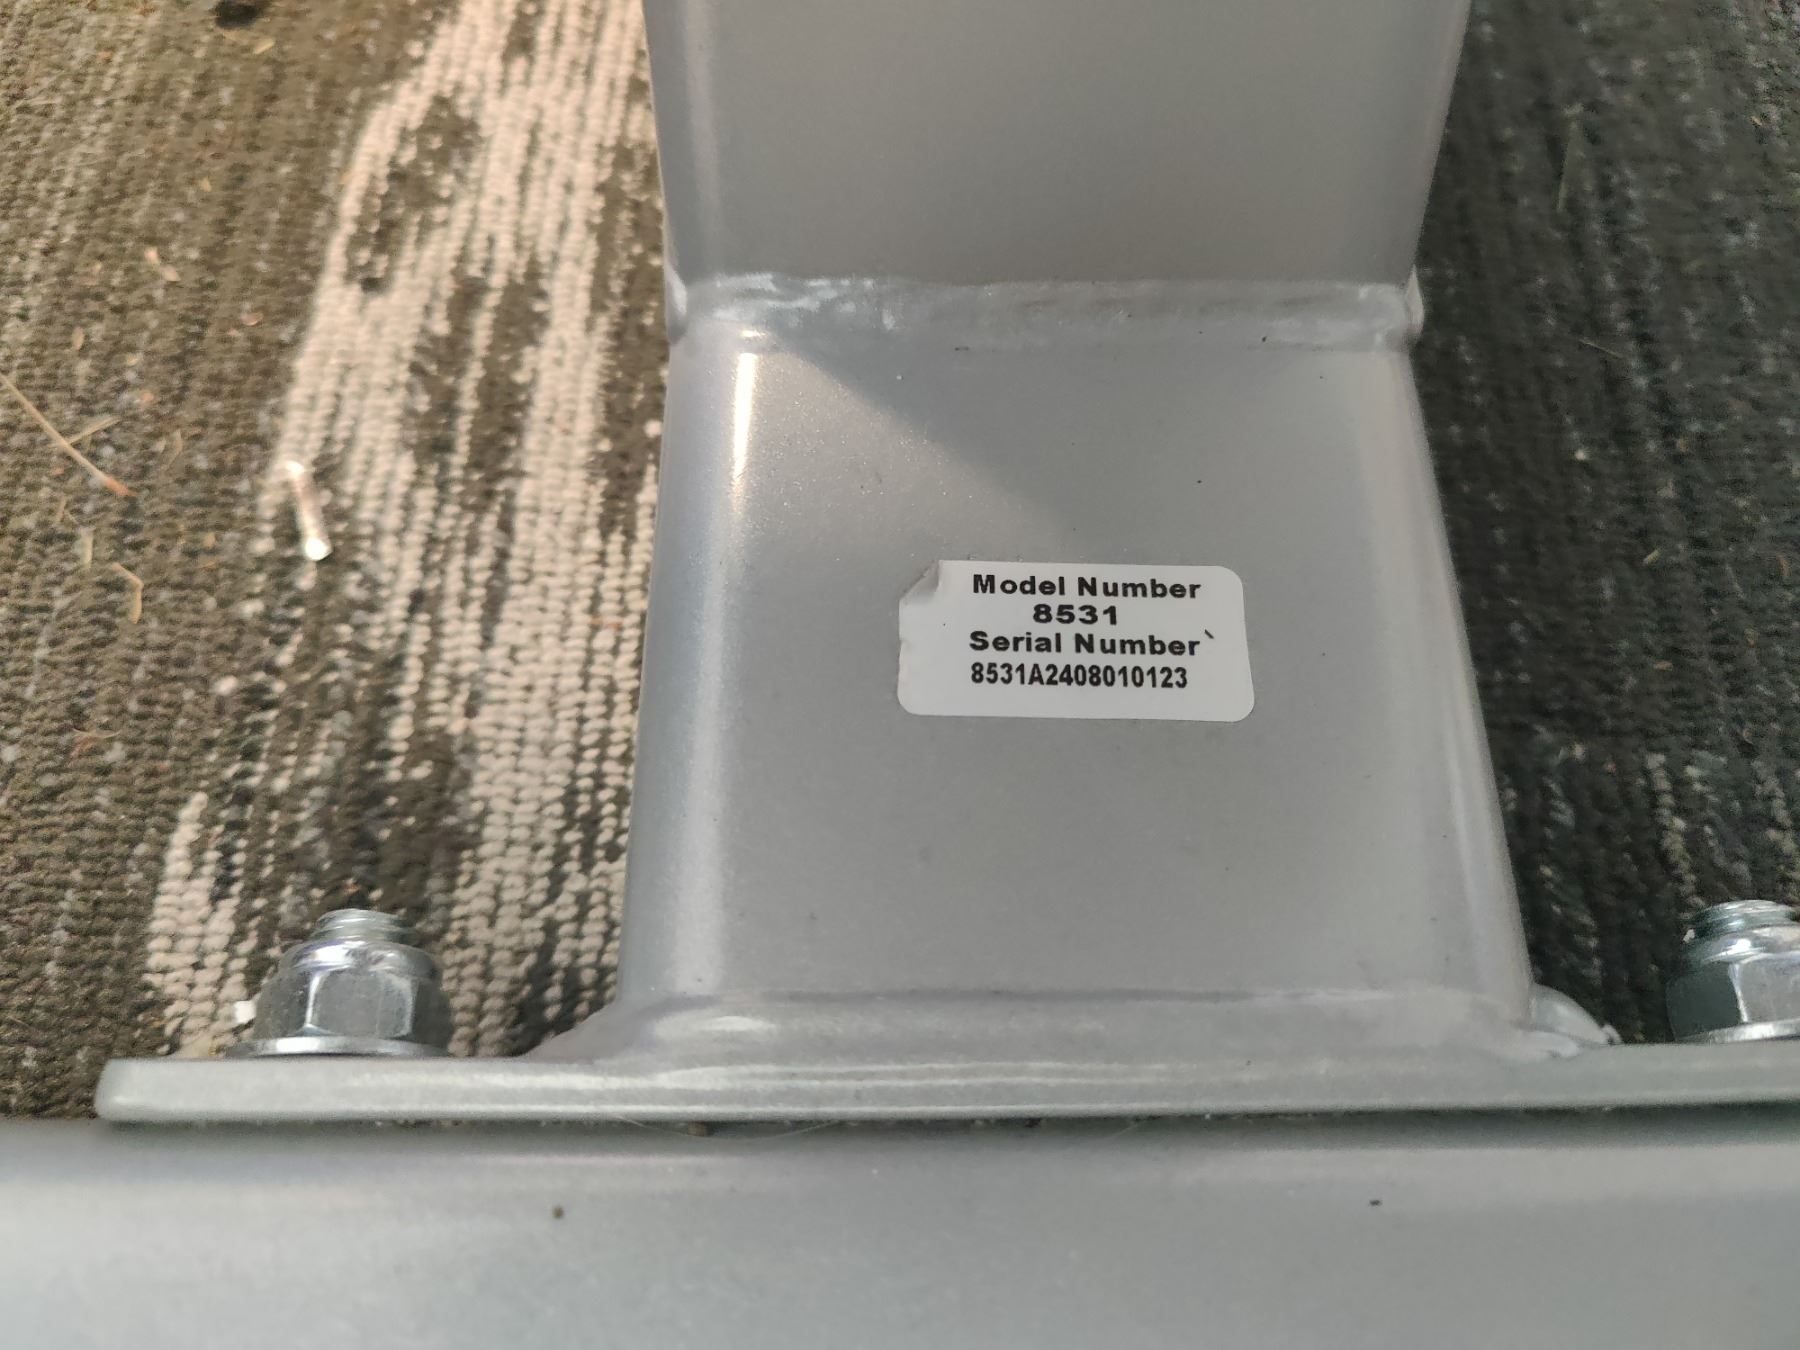 Model Number
8531
Serial Number`
8531A2408010123